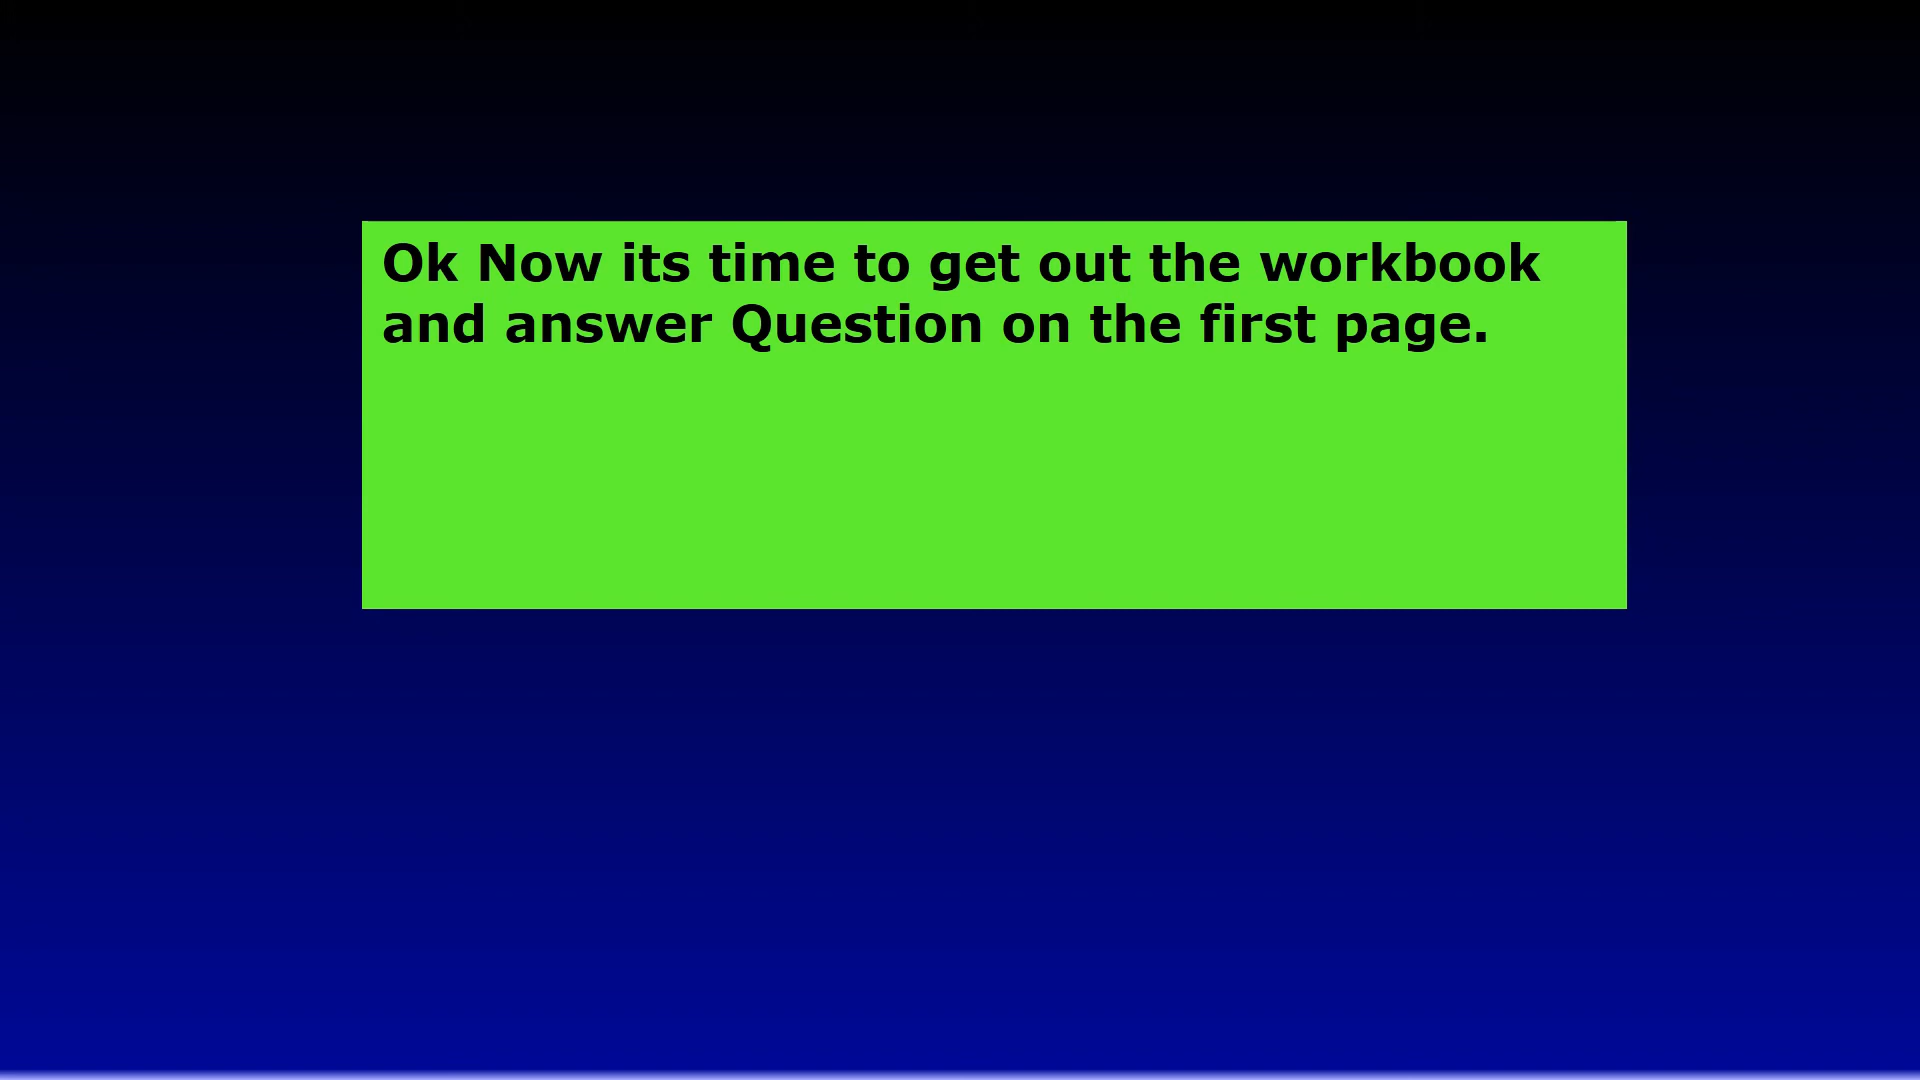 Ok Now its time to get out the workbook
and answer Question on the first page.